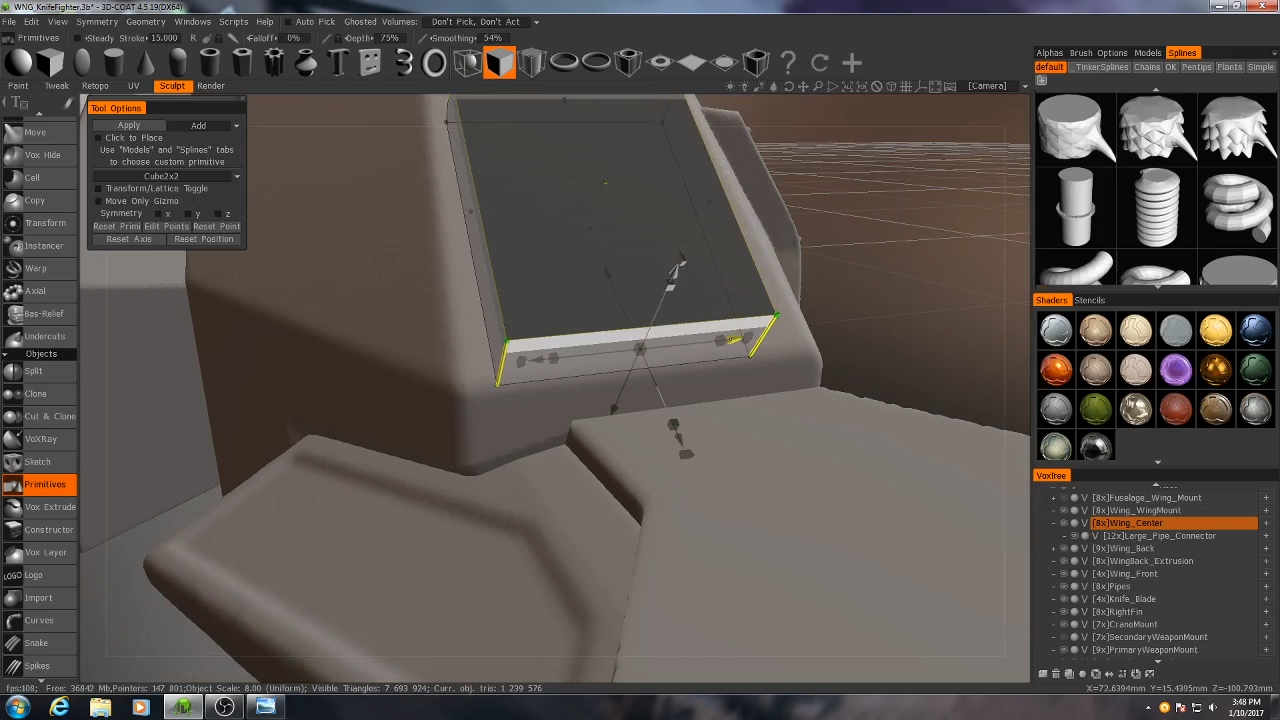 WNG_KnifeFighter.3b* - 3D-COAT 4.5.19(DX64)
File Edit View Symmetry Geometry Windows Scripts Help Auto Pick Ghosted Volumes: Don't Pick, Don't Act
Primitives Steady Stroke 15.000 R Falloff 0% Depth: 75% Smoothing 54%
Paint Tweak Retopo UV Sculpt Render [Camera]
Tool Options
Apply Add
Click to Place
Use "Models" and "Splines" tabs
to choose custom primitive
Cube2x2
Transform/Lattice Toggle
Move Only Gizmo
Symmetry x y z
Reset Primi Edit Points Reset Point
Reset Axis Reset Position
Move
Vox Hide
Cell
Copy
Transform
Instancer
Warp
Axial
Bas-Relief
Undercuts
Objects
Split
Clone
Cut & Clone
VoXRay
Sketch
Primitives
Vox Extrude
Constructor
Vox Layer
LOGO Logo
Import
Curves
Snake
Spikes
Alphas Brush Options Models Splines
default _TinkerSplines Chains OK Pentips Plants Simple
Shaders Stencils
VoxTree
V [8x]Fuselage_Wing_Mount
V [8x]Wing_WingMount
V [8x]Wing_Center
V [12x]Large_Pipe_Connector
V [9x]Wing_Back
V [8x]WingBack_Extrusion
V [4x]Wing_Front
V [8x]Pipes
V [4x]Knife_Blade
V [8x]RightFin
V [7x]CraneMount
V [7x]SecondaryWeaponMount
V [9x]PrimaryWeaponMount
fps:108; Free: 36842 Mb,Pointers: 147 801;Object Scale: 8.00 (Uniform); Visible Triangles: 7 693 924; Curr. obj. tris: 1 239 576
X=72.6394mm Y=15.4395mm Z=-100.793mm
3:48 PM
1/10/2017